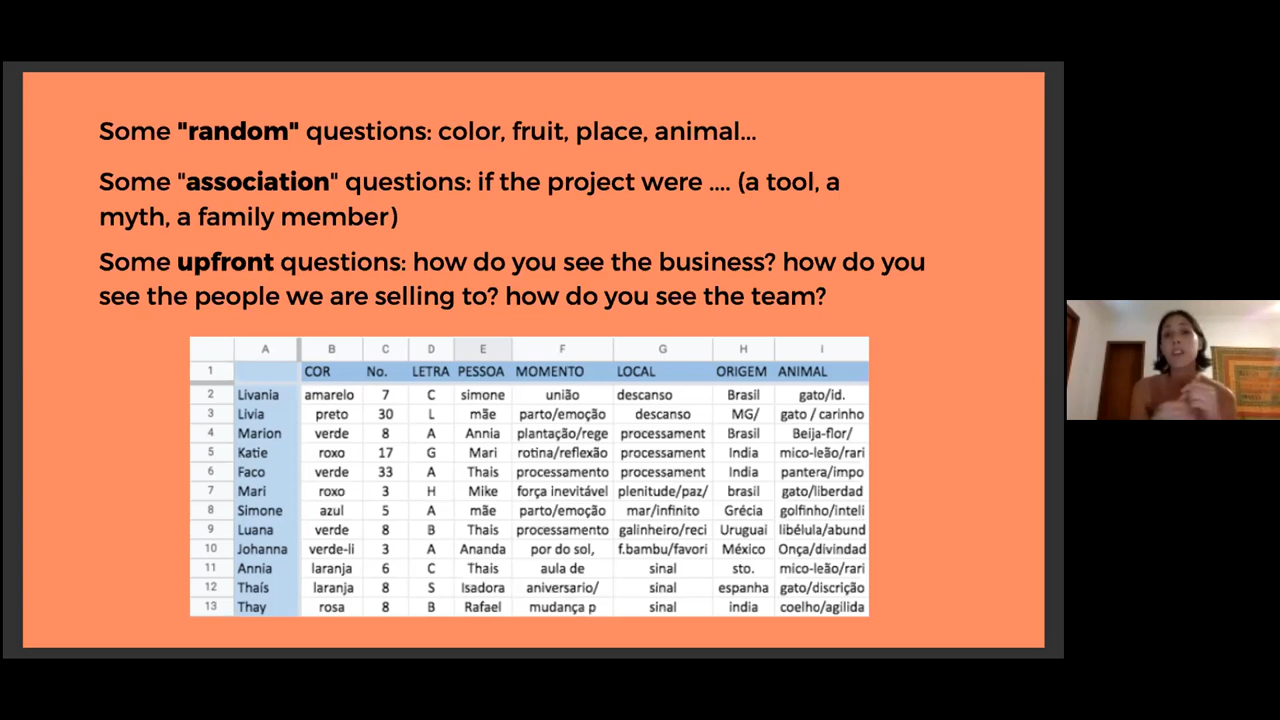 Some "random" questions: color, fruit, place, animal...
Some "association" questions: if the project were .... (a tool, a
myth, a family member)
Some upfront questions: how do you see the business? how do you
see the people we are selling to? how do you see the team?
A B C D E F G H I
1 COR No. LETRA PESSOA MOMENTO LOCAL ORIGEM ANIMAL
2 Livania amarelo 7 C simone união descanso Brasil gato/id.
3 Livia preto 30 L mãe parto/emoção descanso MG/ gato / carinho
4 Marion verde 8 A Annia plantação/rege processament Brasil Beija-flor/
5 Katie roxo 17 G Mari rotina/reflexão processament India mico-leão/rari
6 Faco verde 33 A Thais processamento processament India pantera/impo
7 Mari roxo 3 H Mike força inevitável plenitude/paz/ brasil gato/liberdad
8 Simone azul 5 A mãe parto/emoção mar/infinito Grécia golfinho/inteli
9 Luana verde 8 B Thais processamento galinheiro/reci Uruguai libélula/abund
10 Johanna verde-li 3 A Ananda por do sol, f.bambu/favori México Onça/divindad
11 Annia laranja 6 C Thais aula de sinal sto. mico-leão/rari
12 Thaís laranja 8 S Isadora aniversario/ sinal espanha gato/discrição
13 Thay rosa 8 B Rafael mudança p sinal india coelho/agilida